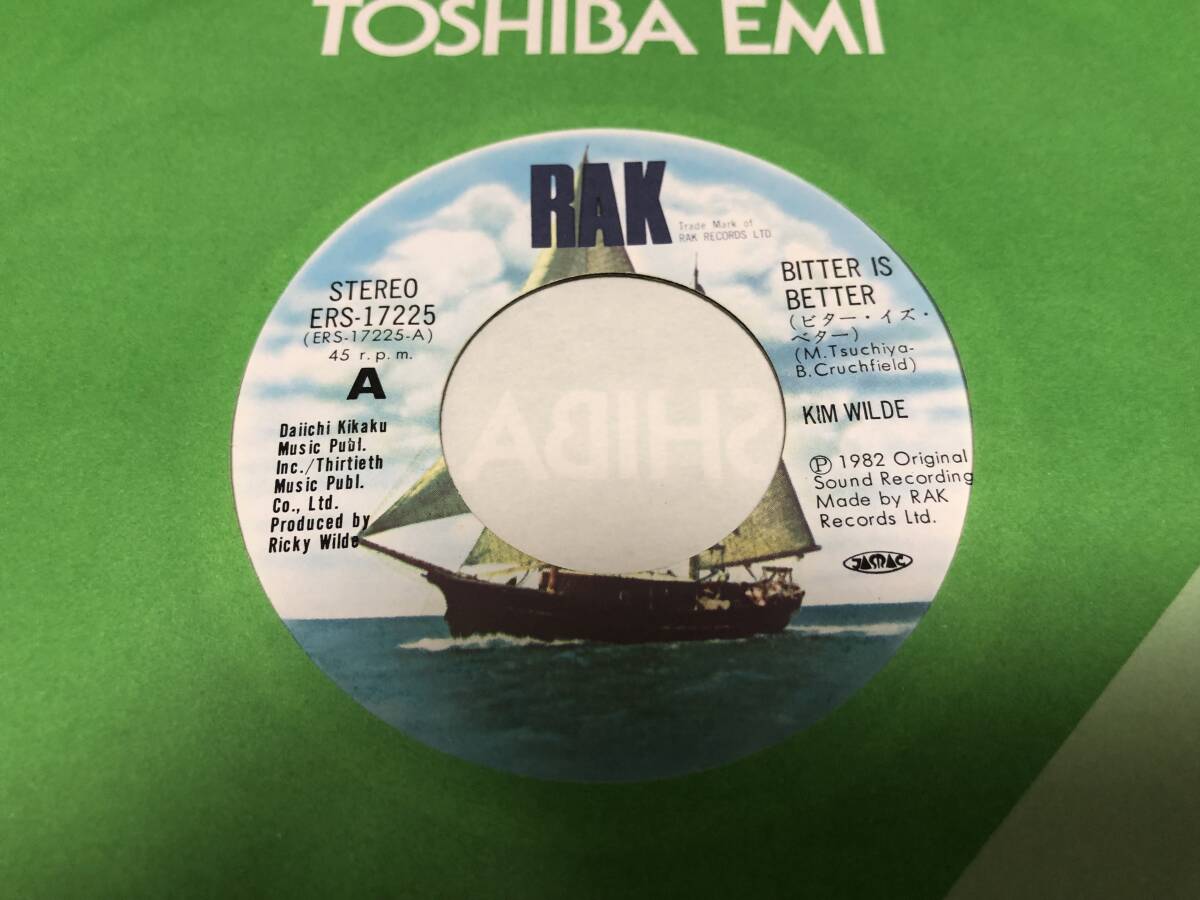 TOSHIBA EMI
RAK
Trade Mark of
RAK RECORDS LTD
STEREO
ERS-17225
(ERS-17225-A)
45 r.p.m.
A
Daiichi Kikaku
Music Publ.
Inc./Thirtieth
Music Publ.
Co., Ltd.
Produced by
Ricky Wilde
BITTER IS
BETTER
(ビター・イズ・
ベター)
(M.Tsuchiya-
B.Cruchfield)
KIM WILDE
Ⓟ 1982 Original
Sound Recording
Made by RAK
Records Ltd.
JASRAC
SHIBA